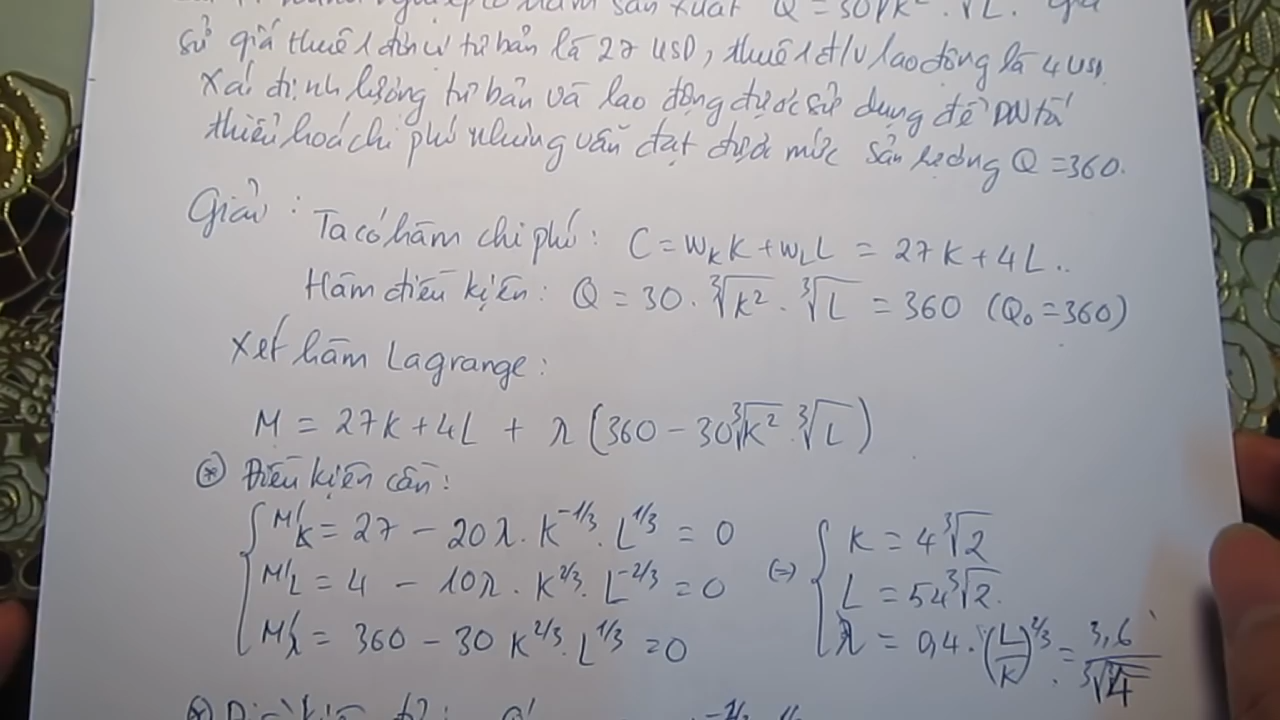 sản xuất Q = 30∛K². ∛L. Giả
sử giá thuê 1 đơn vị tư bản là 27 USD, thuê 1 đ/v lao động là 4 USD.
Xác định lượng tư bản và lao động được sử dụng để DN tối
thiểu hoá chi phí nhưng vẫn đạt được mức sản lượng Q = 360.
Giải: Ta có hàm chi phí: C = w_K K + w_L L = 27K + 4L..
Hàm điều kiện: Q = 30. ∛K². ∛L = 360 (Q₀ = 360)
Xét hàm Lagrange:
M = 27K + 4L + λ (360 − 30∛K². ∛L)
⊛ Điều kiện cần:
{ M'_K = 27 − 20λ. K^(-1/3). L^(1/3) = 0
M'_L = 4 − 10λ. K^(2/3). L^(-2/3) = 0
M'_λ = 360 − 30 K^(2/3). L^(1/3) = 0
(=) { K = 4∛2
L = 54∛2.
λ = 0,4. (L/K)^(2/3) = 3,6/∛4